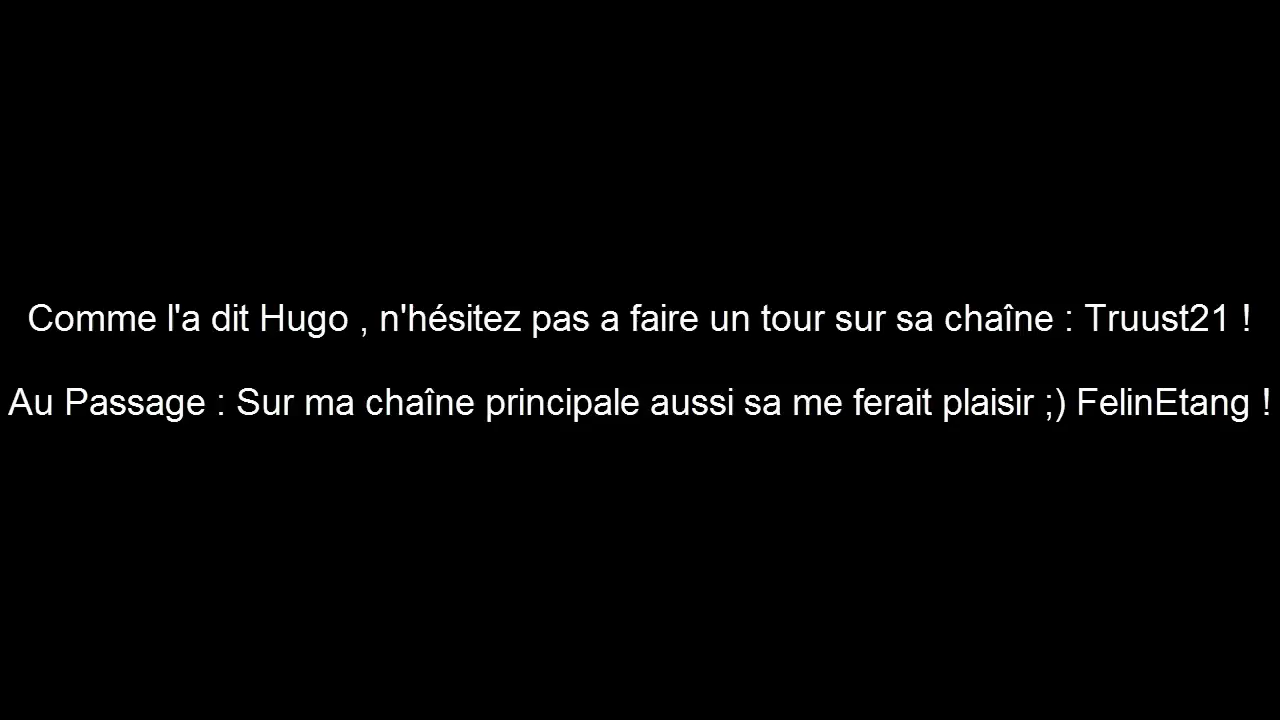 Comme l'a dit Hugo , n'hésitez pas a faire un tour sur sa chaîne : Truust21 !
Au Passage : Sur ma chaîne principale aussi sa me ferait plaisir ;) FelinEtang !